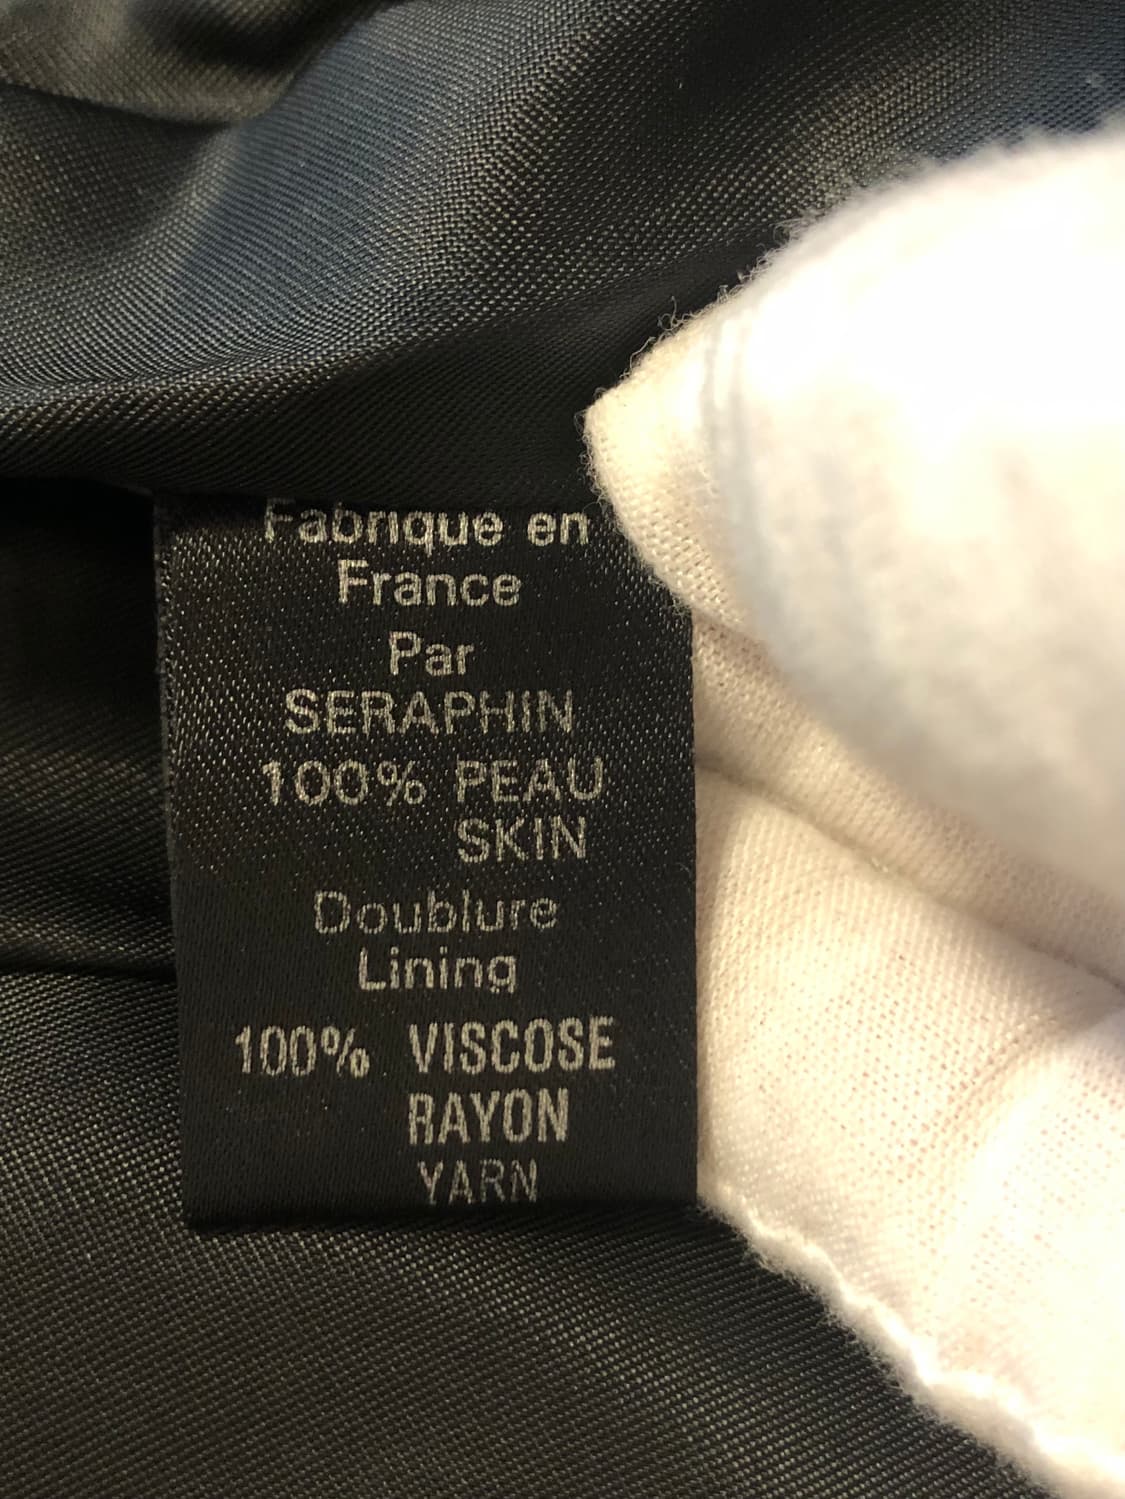 Fabrique en
France
Par
SERAPHIN
100% PEAU
SKIN
Doublure
Lining
100% VISCOSE
RAYON
YARN